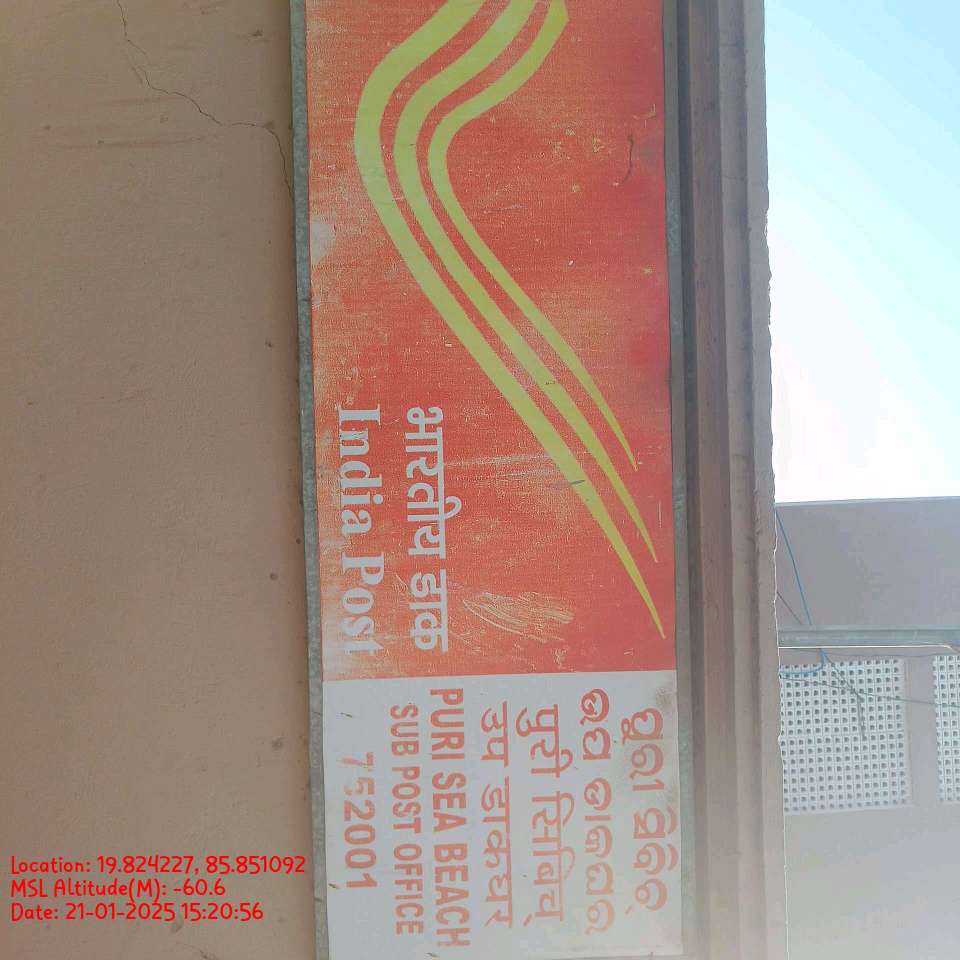 भारतीय डाक
India Post
ପୁରୀ ସିବିଚ୍
ଉପ ଡାକଘର
पुरी सिबिच्
उप डाकघर
PURI SEA BEACH
SUB POST OFFICE
752001
Location: 19.824227, 85.851092
MSL Altitude(M): -60.6
Date: 21-01-2025 15:20:56